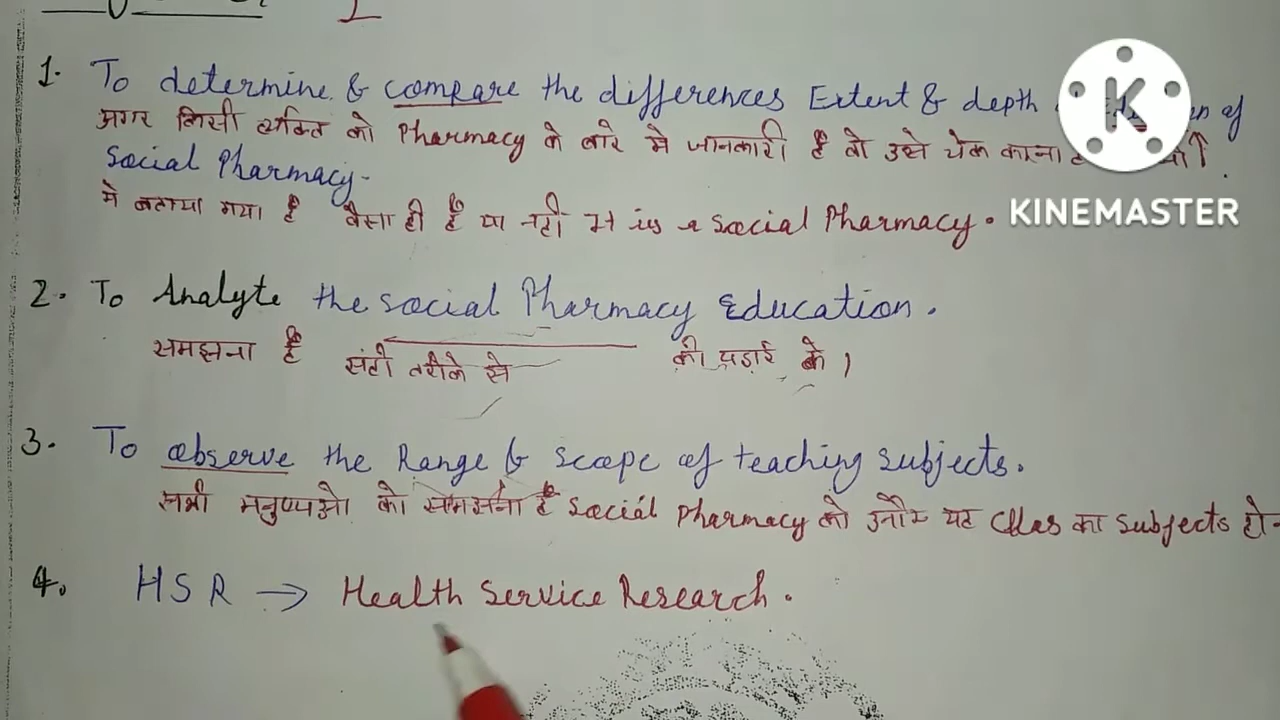 1. To determine & compare the differences Extent & depth of
अगर किसी व्यक्ति को Pharmacy के बारे मे जानकारी है वो उसे चेक करना
Social Pharmacy-
मे बताया गया है वैसा ही है या नही is a Social Pharmacy.
2. To Analyte the social Pharmacy Education.
समझना है सही तरीके से की पढ़ाई के।
3. To observe the Range & scope of teaching subjects.
सभी मनुष्यओ को समझना है Social Pharmacy को यह Class का Subjects हो-
4. HSR → Health Service Research.
KINEMASTER